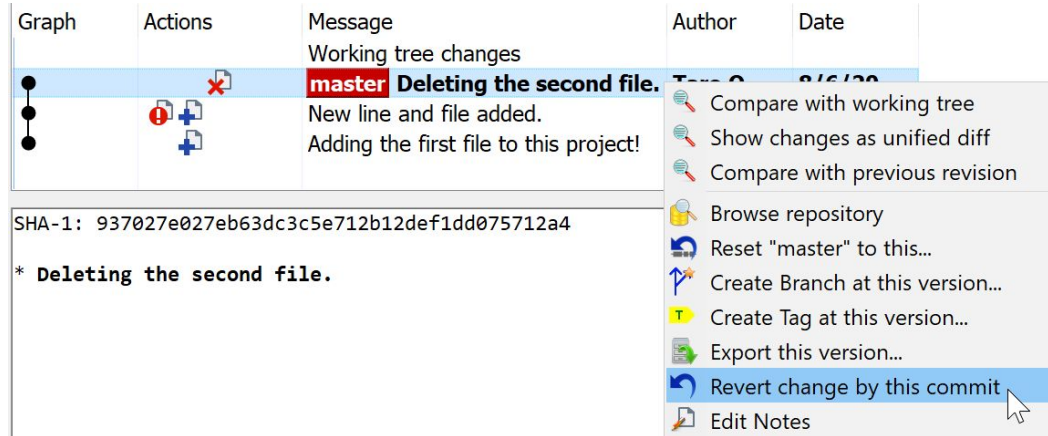 Graph Actions Message Author Date
Working tree changes
master Deleting the second file.
New line and file added.
Adding the first file to this project!
SHA-1: 937027e027eb63dc3c5e712b12def1dd075712a4
* Deleting the second file.
Compare with working tree
Show changes as unified diff
Compare with previous revision
Browse repository
Reset "master" to this...
Create Branch at this version...
T Create Tag at this version...
Export this version...
Revert change by this commit
Edit Notes